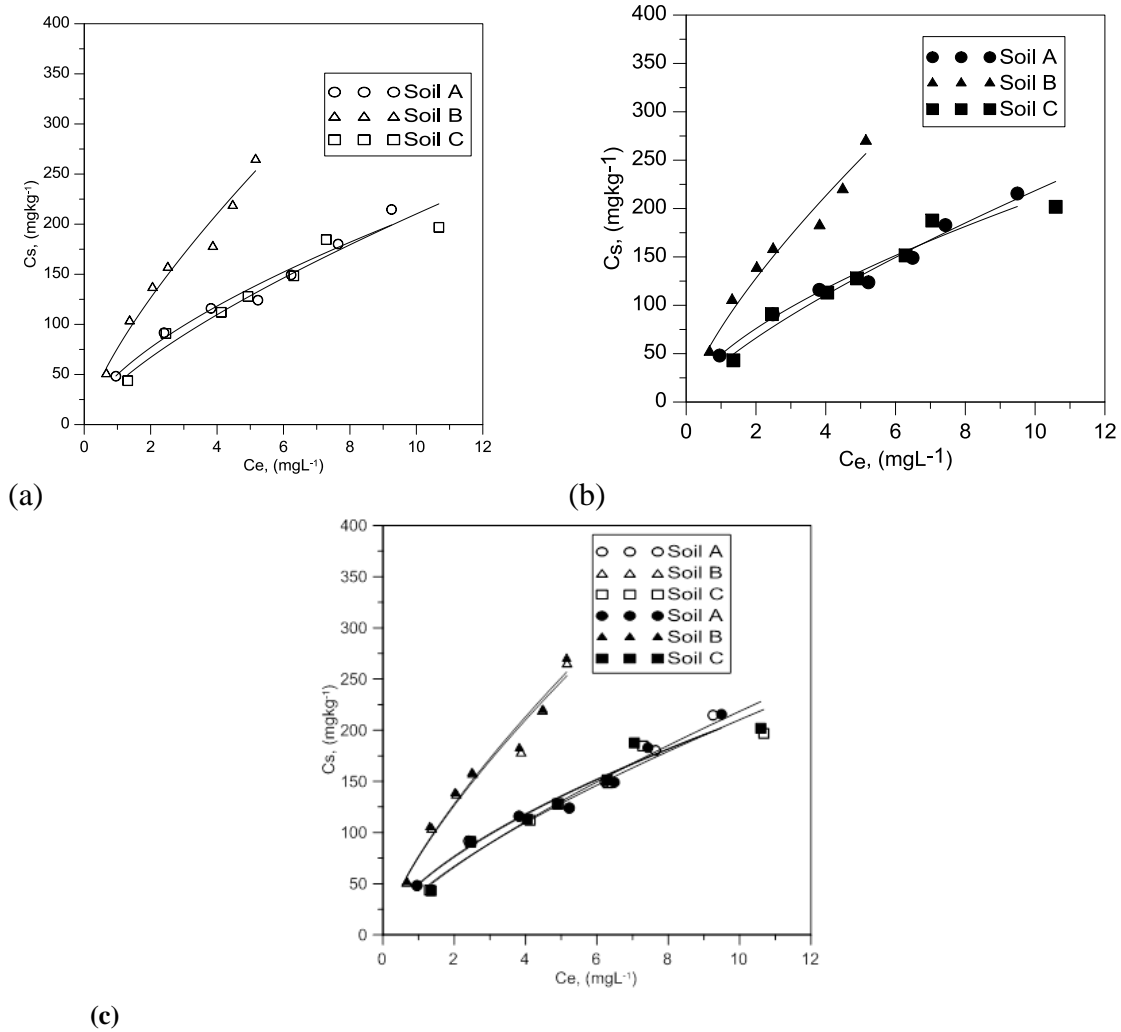 400
350
300
250
200
150
100
50
0
Cs, (mgkg-1)
Soil A
Soil B
Soil C
0 2 4 6 8 10 12
Ce, (mgL-1)
(a)
400
350
300
250
200
150
100
50
0
Cs, (mgkg-1)
Soil A
Soil B
Soil C
0 2 4 6 8 10 12
Ce, (mgL-1)
(b)
400
350
300
250
200
150
100
50
0
Cs, (mgkg-1)
Soil A
Soil B
Soil C
Soil A
Soil B
Soil C
0 2 4 6 8 10 12
Ce, (mgL-1)
(c)